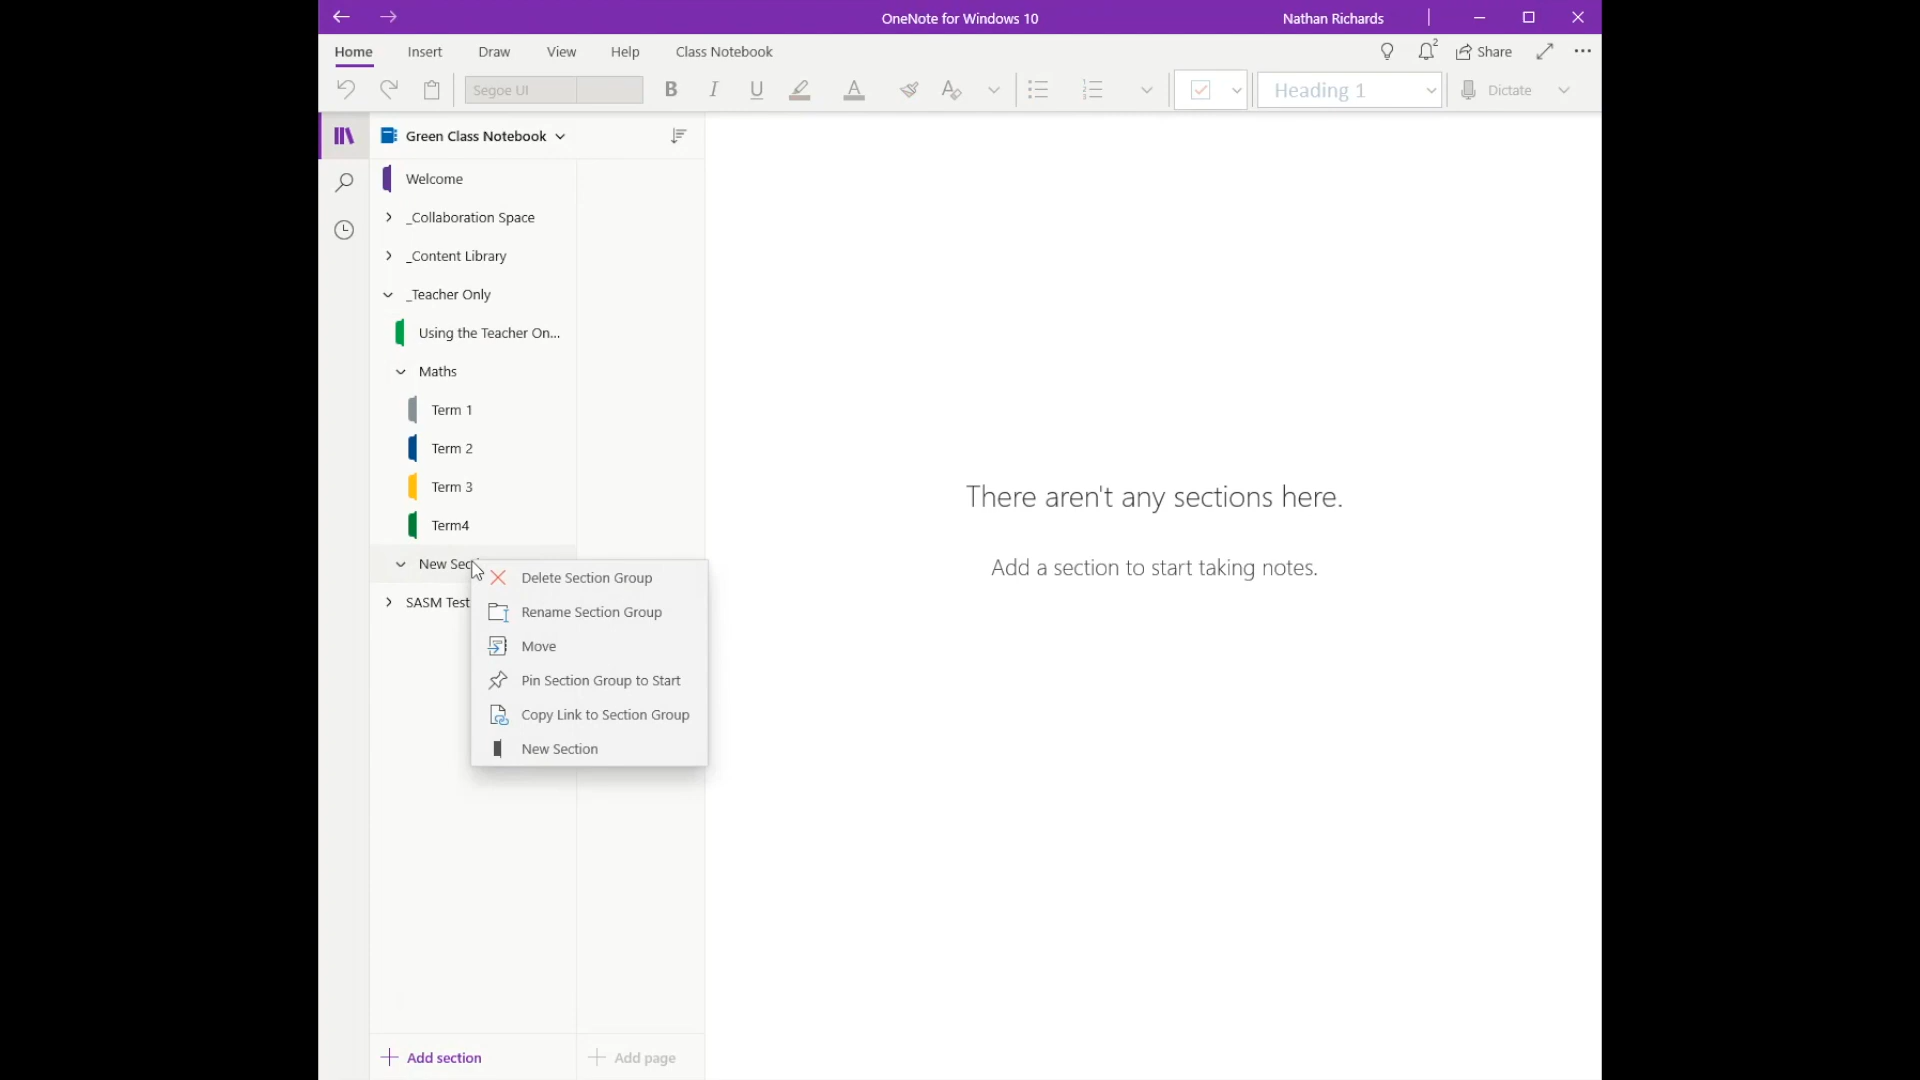 OneNote for Windows 10
Nathan Richards
Home
Insert
Draw
View
Help
Class Notebook
2
Share
Segoe UI
B
I
U
A
A
Heading 1
Dictate
Green Class Notebook
Welcome
_Collaboration Space
_Content Library
_Teacher Only
Using the Teacher On...
Maths
Term 1
Term 2
Term 3
Term4
New Sec
SASM Test
Delete Section Group
Rename Section Group
Move
Pin Section Group to Start
Copy Link to Section Group
New Section
There aren't any sections here.
Add a section to start taking notes.
Add section
Add page